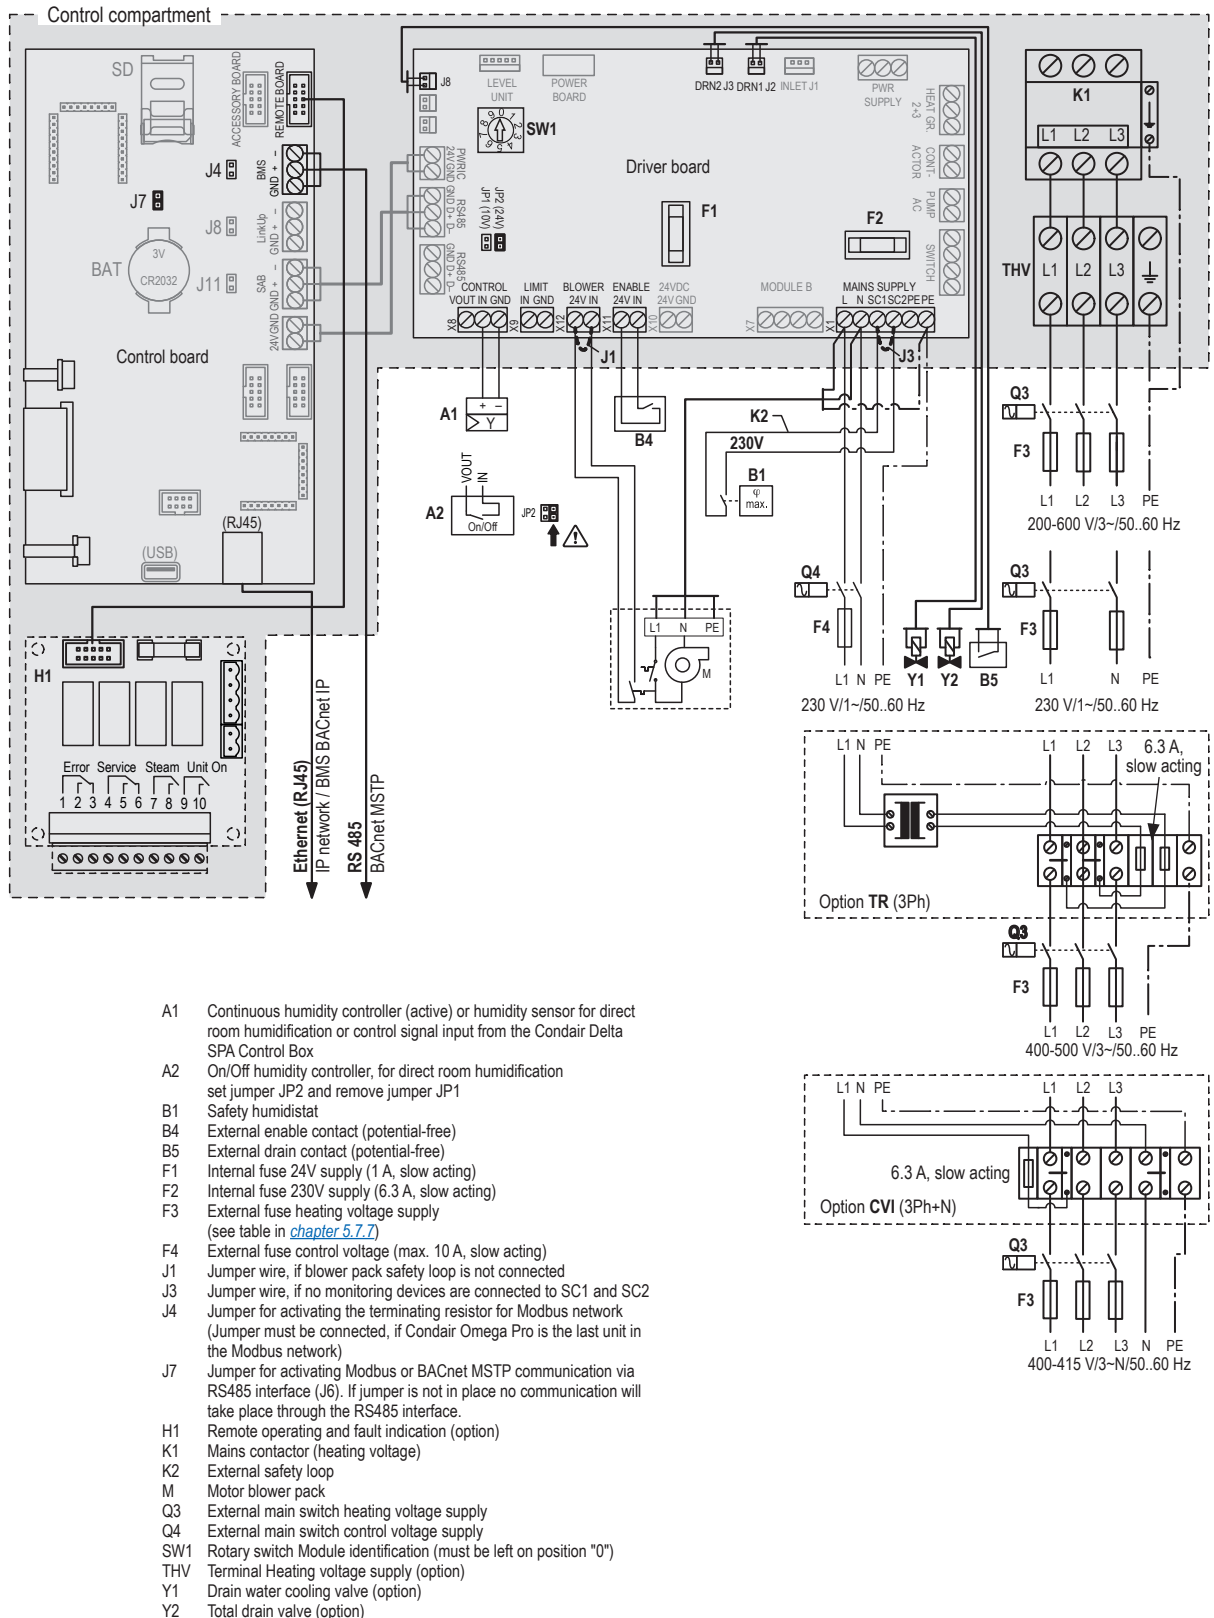 Control compartment
SD
ACCESSORY BOARD
REMOTE BOARD
J4
BMS
GND + –
J7
J8
LinkUp
GND + –
3V
CR2032
BAT
J11
SAB
GND + –
24V GND
Control board
(RJ45)
(USB)
J8
LEVEL
UNIT
POWER
BOARD
DRN2 J3 DRN1 J2 INLET J1
PWR
SUPPLY
SW1
0 1 2 3 4 5 6 7 8 9
Driver board
PWR/C
24V GND
RS485
GND D+ D–
JP1 (10V)
JP2 (24V)
RS485
GND D+ D–
F1
F2
HEAT GR.
2+3
CONT-
ACTOR
PUMP
AC
SWITCH
CONTROL
VOUT IN GND
LIMIT
IN GND
BLOWER
24V IN
ENABLE
24V IN
24VDC
24V GND
MODULE B
MAINS SUPPLY
L N SC1 SC2 PE PE
X8
X9
X12
X11
X10
X7
X1
J1
J3
K1
L1 L2 L3
THV
L1 L2 L3
A1
+ –
Y
B4
K2
230V
B1
φ
max.
VOUT
IN
A2
On/Off
JP2
Q3
F3
L1 L2 L3 PE
200-600 V/3~/50..60 Hz
Q4
F4
L1 N PE
230 V/1~/50..60 Hz
L1 N PE
M
Y1 Y2 B5
Q3
F3
L1 N PE
230 V/1~/50..60 Hz
H1
Error Service Steam Unit On
1 2 3 4 5 6 7 8 9 10
Ethernet (RJ45)
IP network / BMS BACnet IP
RS 485
BACnet MSTP
L1 N PE
L1 L2 L3
6.3 A,
slow acting
Option TR (3Ph)
Q3
F3
L1 L2 L3 PE
400-500 V/3~/50..60 Hz
L1 N PE
L1 L2 L3
6.3 A, slow acting
Option CVI (3Ph+N)
Q3
F3
L1 L2 L3 N PE
400-415 V/3~N/50..60 Hz
A1 Continuous humidity controller (active) or humidity sensor for direct
room humidification or control signal input from the Condair Delta
SPA Control Box
A2 On/Off humidity controller, for direct room humidification
set jumper JP2 and remove jumper JP1
B1 Safety humidistat
B4 External enable contact (potential-free)
B5 External drain contact (potential-free)
F1 Internal fuse 24V supply (1 A, slow acting)
F2 Internal fuse 230V supply (6.3 A, slow acting)
F3 External fuse heating voltage supply
(see table in chapter 5.7.7)
F4 External fuse control voltage (max. 10 A, slow acting)
J1 Jumper wire, if blower pack safety loop is not connected
J3 Jumper wire, if no monitoring devices are connected to SC1 and SC2
J4 Jumper for activating the terminating resistor for Modbus network
(Jumper must be connected, if Condair Omega Pro is the last unit in
the Modbus network)
J7 Jumper for activating Modbus or BACnet MSTP communication via
RS485 interface (J6). If jumper is not in place no communication will
take place through the RS485 interface.
H1 Remote operating and fault indication (option)
K1 Mains contactor (heating voltage)
K2 External safety loop
M Motor blower pack
Q3 External main switch heating voltage supply
Q4 External main switch control voltage supply
SW1 Rotary switch Module identification (must be left on position "0")
THV Terminal Heating voltage supply (option)
Y1 Drain water cooling valve (option)
Y2 Total drain valve (option)